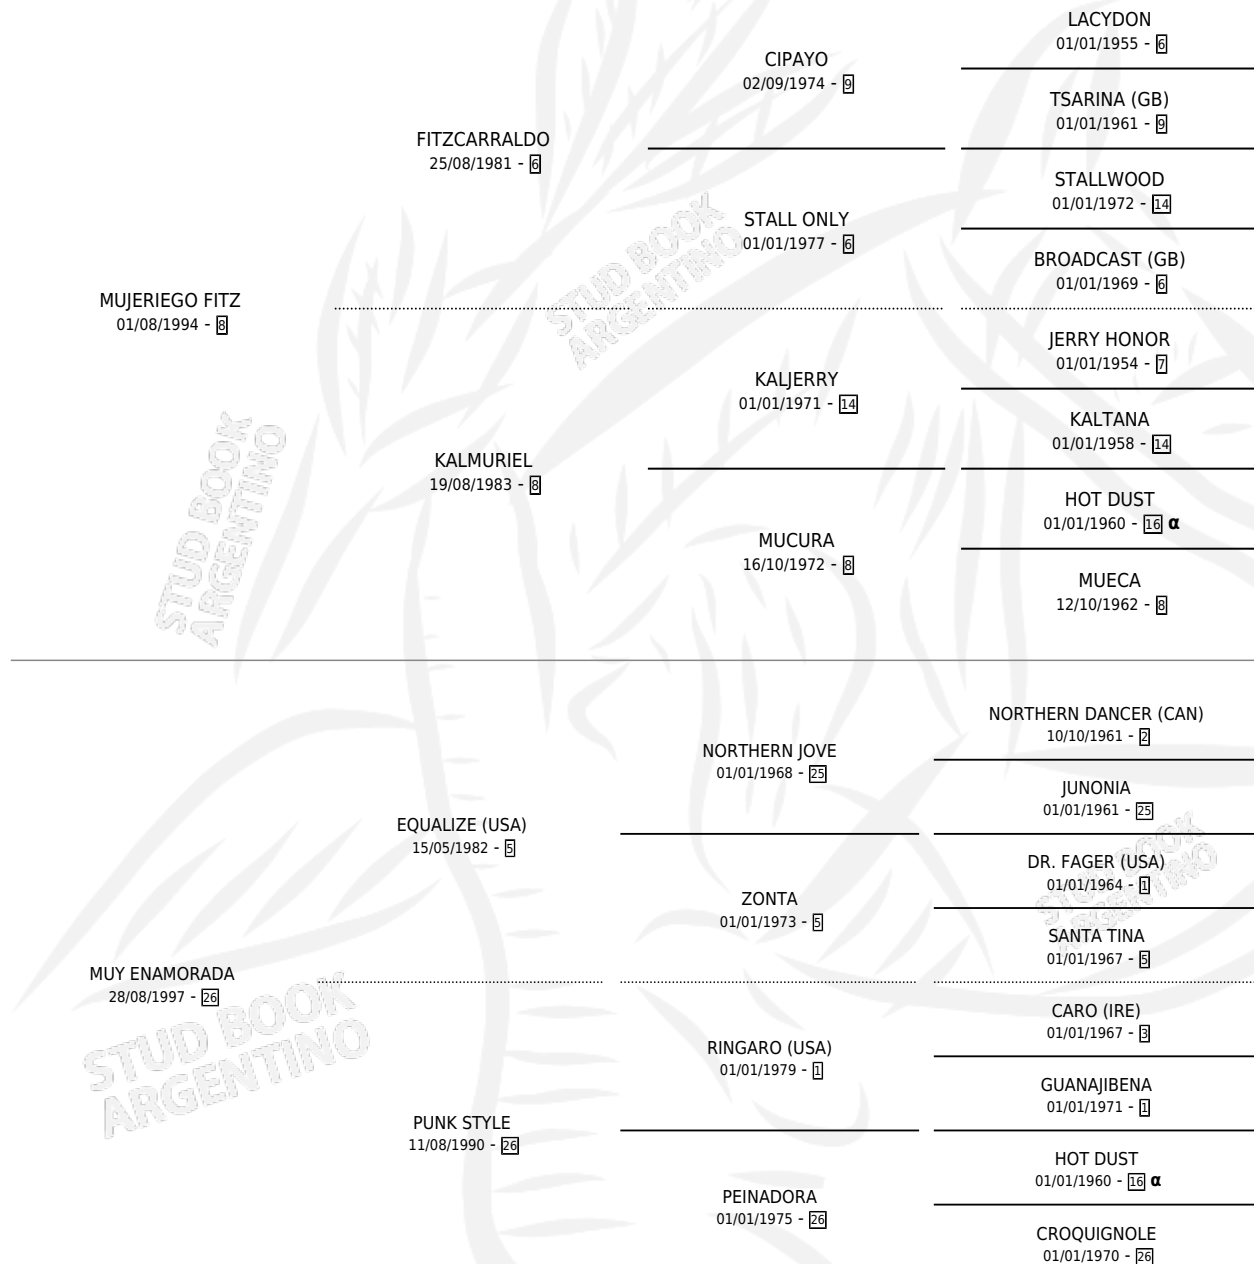 LACYDON
01/01/1955 - 6
CIPAYO
02/09/1974 - 9
TSARINA (GB)
01/01/1961 - 9
FITZCARRALDO
25/08/1981 - 6
STALLWOOD
01/01/1972 - 14
STALL ONLY
01/01/1977 - 6
BROADCAST (GB)
01/01/1969 - 6
MUJERIEGO FITZ
01/08/1994 - 8
JERRY HONOR
01/01/1954 - 7
KALJERRY
01/01/1971 - 14
KALTANA
01/01/1958 - 14
KALMURIEL
19/08/1983 - 8
HOT DUST
01/01/1960 - 16 α
MUCURA
16/10/1972 - 8
MUECA
12/10/1962 - 8
NORTHERN DANCER (CAN)
10/10/1961 - 2
NORTHERN JOVE
01/01/1968 - 25
JUNONIA
01/01/1961 - 25
EQUALIZE (USA)
15/05/1982 - 5
DR. FAGER (USA)
01/01/1964 - 1
ZONTA
01/01/1973 - 5
SANTA TINA
01/01/1967 - 5
MUY ENAMORADA
28/08/1997 - 26
CARO (IRE)
01/01/1967 - 3
RINGARO (USA)
01/01/1979 - 1
GUANAJIBENA
01/01/1971 - 1
PUNK STYLE
11/08/1990 - 26
HOT DUST
01/01/1960 - 16 α
PEINADORA
01/01/1975 - 26
CROQUIGNOLE
01/01/1970 - 26
STUD BOOK
ARGENTINO
STUD BOOK
ARGENTINO
STUD BOOK
ARGENTINO
STUD BOOK
ARGENTINO